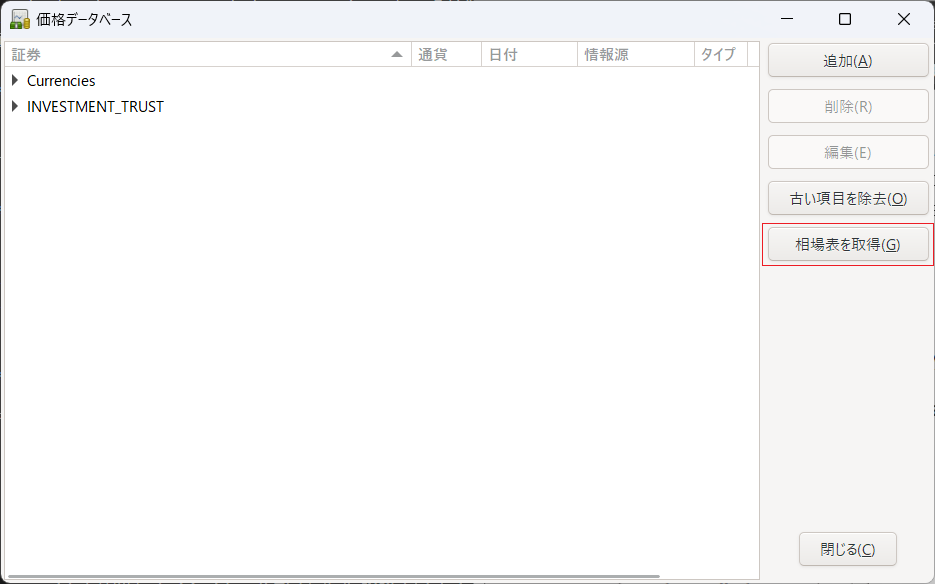 価格データベース
証券 通貨 日付 情報源 タイプ
Currencies
INVESTMENT_TRUST
追加(A)
削除(R)
編集(E)
古い項目を除去(O)
相場表を取得(G)
閉じる(C)